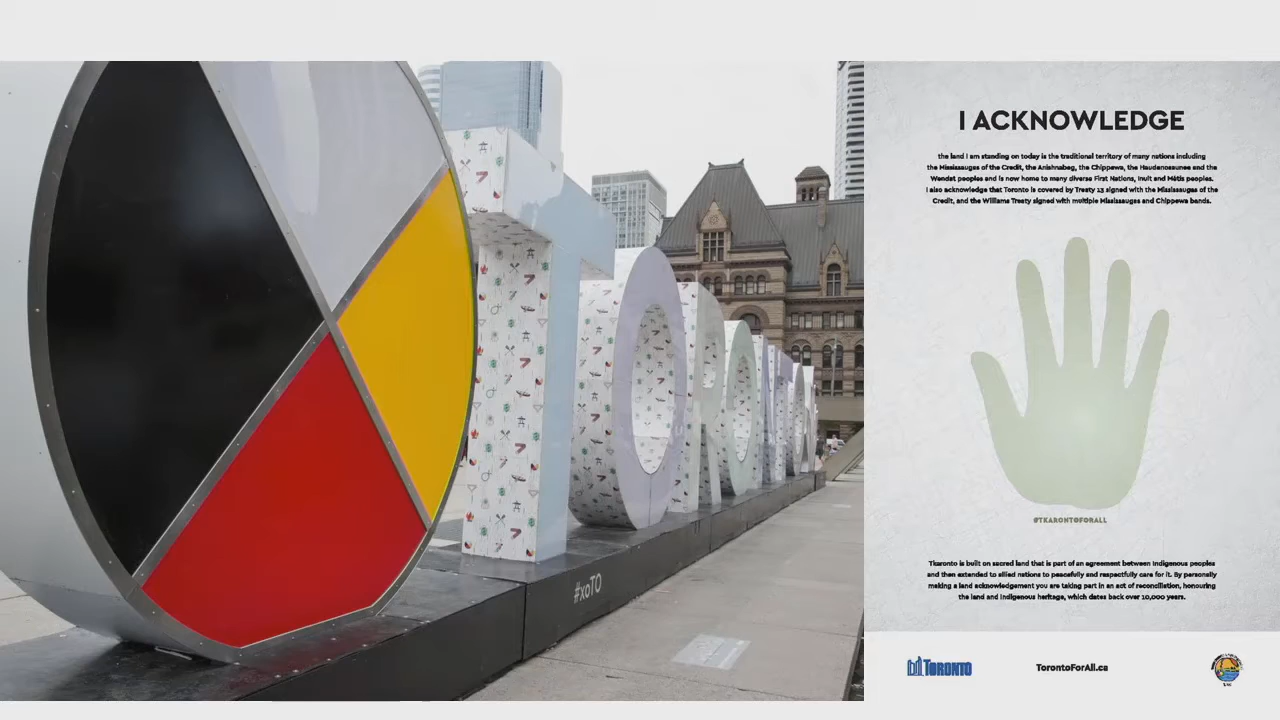 TORONTO
#xoTO
I ACKNOWLEDGE
the land I am standing on today is the traditional territory of many nations including
the Mississaugas of the Credit, the Anishnabeg, the Chippewa, the Haudenosaunee and the
Wendat peoples and is now home to many diverse First Nations, Inuit and Métis peoples.
I also acknowledge that Toronto is covered by Treaty 13 signed with the Mississaugas of the
Credit, and the Williams Treaty signed with multiple Mississaugas and Chippewa bands.
#TKARONTOFORALL
Tkaronto is built on sacred land that is part of an agreement between Indigenous peoples
and then extended to allied nations to peacefully and respectfully care for it. By personally
making a land acknowledgement you are taking part in an act of reconciliation, honouring
the land and Indigenous heritage, which dates back over 10,000 years.
TORONTO
TorontoForAll.ca